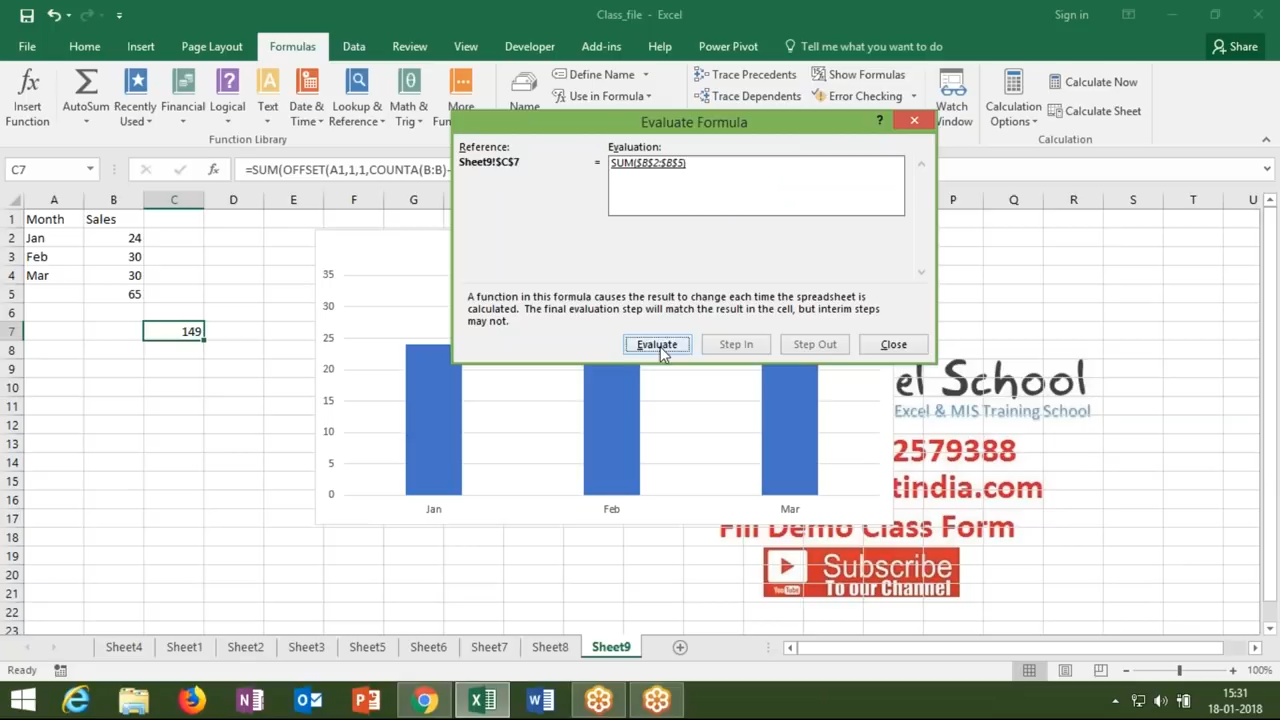 Class_file - Excel
Sign in
File
Home
Insert
Page Layout
Formulas
Data
Review
View
Developer
Add-ins
Help
Power Pivot
Tell me what you want to do
Share
fx
Insert
Function
Σ
AutoSum
Recently
Used
Financial
Logical
Text
Date &
Time
Lookup &
Reference
Math &
Trig
More
Name
Define Name
Use in Formula
Trace Precedents
Trace Dependents
Show Formulas
Error Checking
Watch
Window
Calculation
Options
Calculate Now
Calculate Sheet
Function Library
Calculation
C7
fx
=SUM(OFFSET(A1,1,1,COUNTA(B:B)-
Evaluate Formula
?
Reference:
Sheet9!$C$7
Evaluation:
= SUM($B$2:$B$5)
A function in this formula causes the result to change each time the spreadsheet is
calculated. The final evaluation step will match the result in the cell, but interim steps
may not.
Evaluate
Step In
Step Out
Close
A B C D E F G P Q R S T U
1 Month Sales
2 Jan 24
3 Feb 30
4 Mar 30
5 65
6
7 149
8
9
10
11
12
13
14
15
16
17
18
19
20
21
22
23
35
30
25
20
15
10
5
0
Jan Feb Mar
el School
Excel & MIS Training School
2579388
tindia.com
Fill Demo Class Form
YouTube
Subscribe
To our Channel
Sheet4
Sheet1
Sheet2
Sheet3
Sheet5
Sheet6
Sheet7
Sheet8
Sheet9
Ready
100%
15:31
18-01-2018